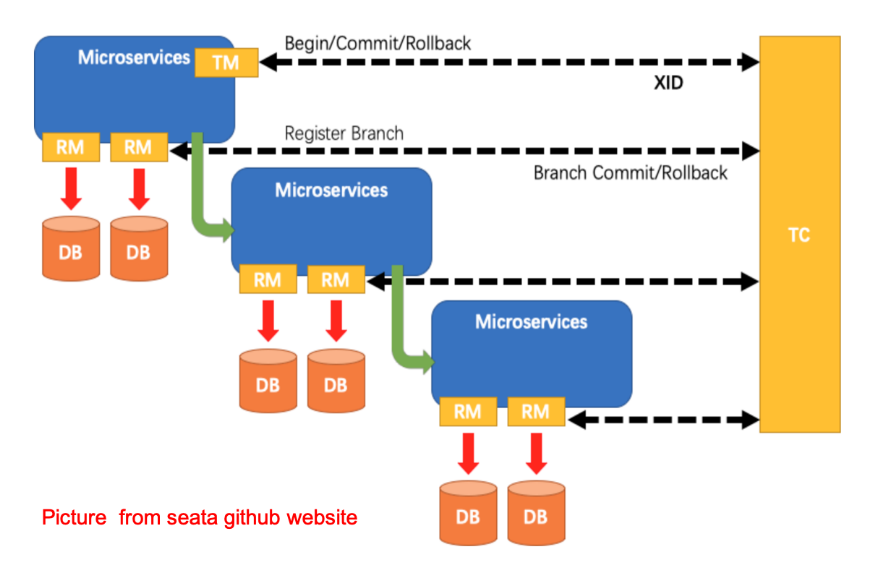 Begin/Commit/Rollback
Microservices
TM
XID
Register Branch
RM
RM
Branch Commit/Rollback
Microservices
TC
DB
DB
RM
RM
Microservices
DB
DB
RM
RM
Picture from seata github website
DB
DB